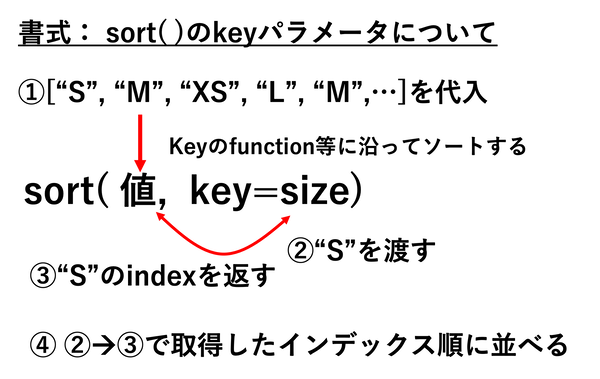 書式： sort( )のkeyパラメータについて
①[“S”, “M”, “XS”, “L”, “M”,…]を代入
Keyのfunction等に沿ってソートする
sort( 値, key=size)
②“S”を渡す
③“S”のindexを返す
④ ②→③で取得したインデックス順に並べる